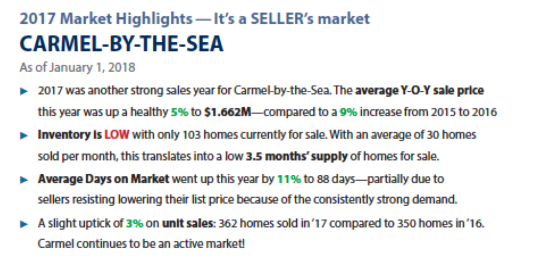 2017 Market Highlights — It's a SELLER's market
CARMEL-BY-THE-SEA
As of January 1, 2018
▶ 2017 was another strong sales year for Carmel-by-the-Sea. The average Y-O-Y sale price
this year was up a healthy 5% to $1.662M—compared to a 9% increase from 2015 to 2016
▶ Inventory is LOW with only 103 homes currently for sale. With an average of 30 homes
sold per month, this translates into a low 3.5 months' supply of homes for sale.
▶ Average Days on Market went up this year by 11% to 88 days—partially due to
sellers resisting lowering their list price because of the consistently strong demand.
▶ A slight uptick of 3% on unit sales: 362 homes sold in '17 compared to 350 homes in '16.
Carmel continues to be an active market!